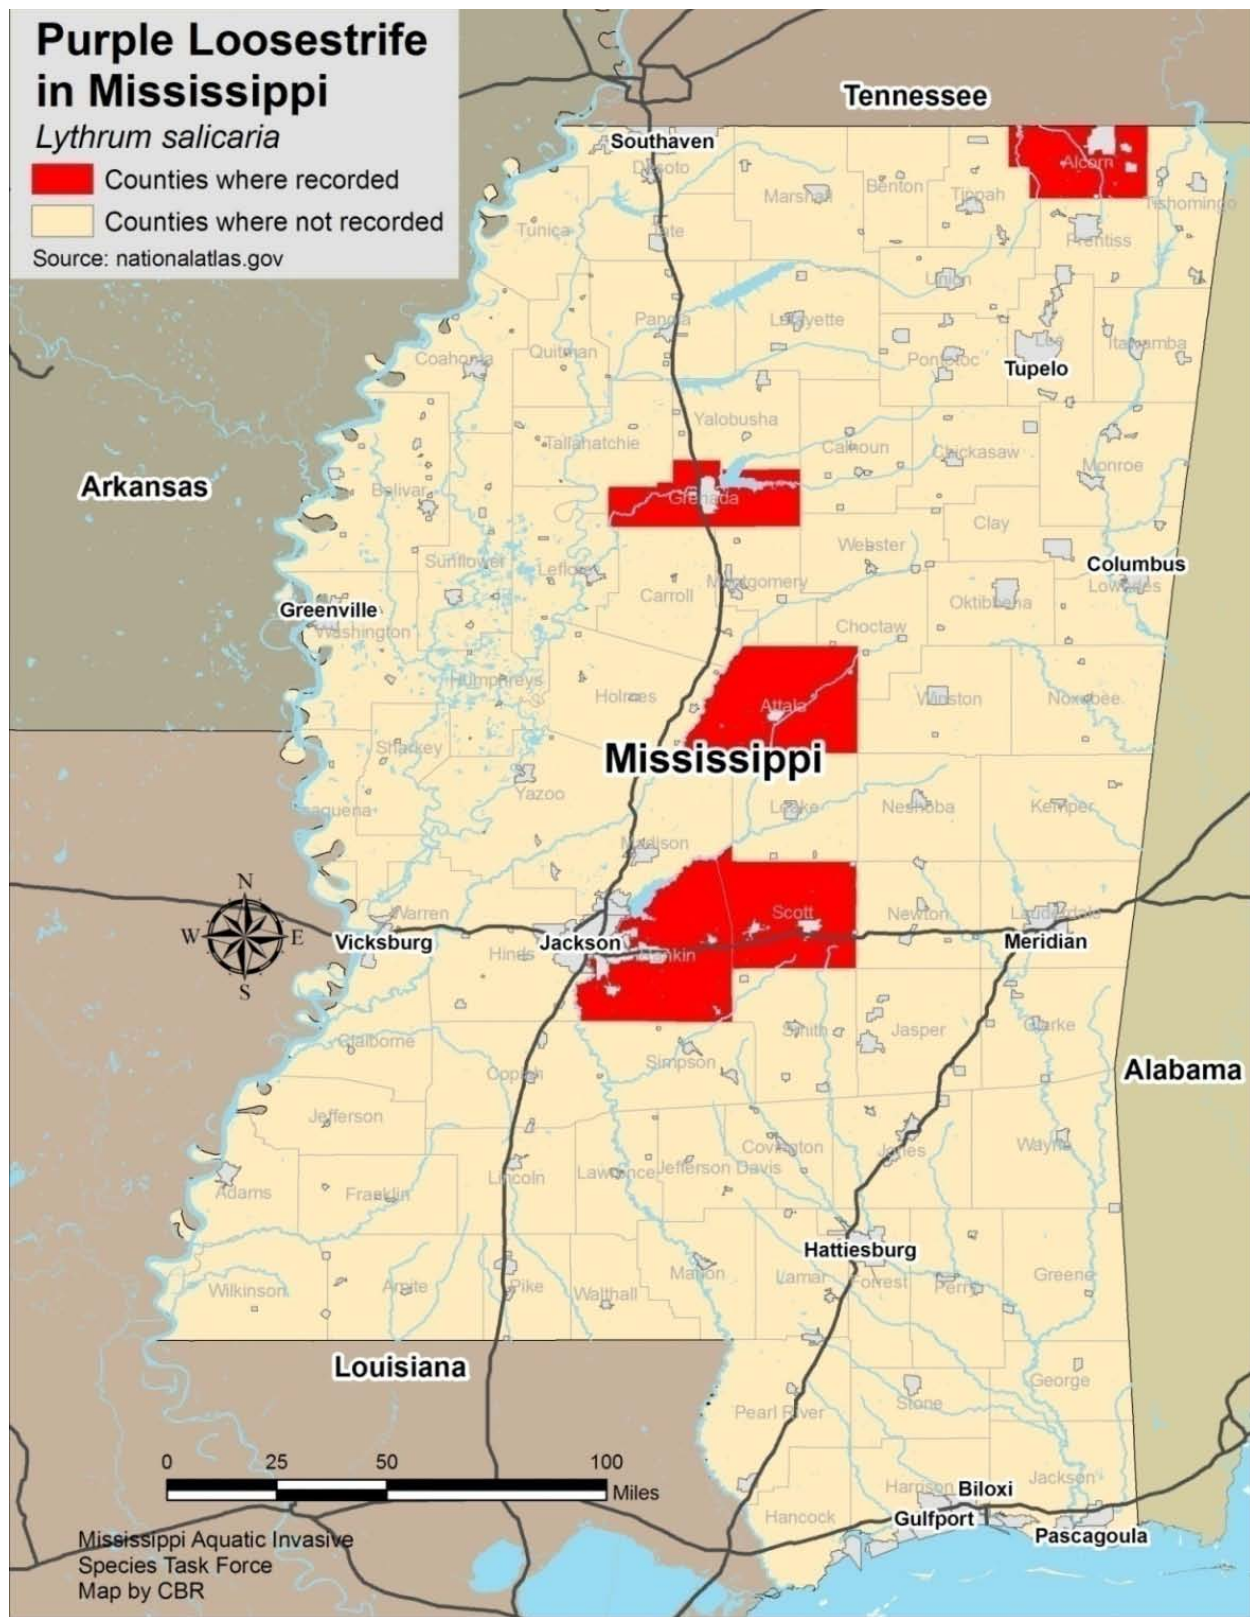 Purple Loosestrife
in Mississippi
Lythrum salicaria
Counties where recorded
Counties where not recorded
Source: nationalatlas.gov
Tennessee
Southaven
Desoto
Alcorn
Marshall
Benton
Tippah
Tishomingo
Tunica
Tate
Prentiss
Union
Panola
Lafayette
Coahoma
Quitman
Pontotoc
Lee
Itawamba
Tupelo
Yalobusha
Tallahatchie
Calhoun
Chickasaw
Monroe
Arkansas
Bolivar
Grenada
Clay
Webster
Columbus
Sunflower
Leflore
Montgomery
Carroll
Lowndes
Oktibbeha
Greenville
Washington
Choctaw
Humphreys
Holmes
Attala
Winston
Noxubee
Sharkey
Mississippi
Yazoo
Issaquena
Leake
Neshoba
Kemper
Madison
N
W
E
S
Warren
Scott
Newton
Lauderdale
Vicksburg
Jackson
Meridian
Hinds
Rankin
Claiborne
Smith
Jasper
Clarke
Simpson
Copiah
Alabama
Jefferson
Covington
Jones
Wayne
Lawrence
Jefferson Davis
Lincoln
Adams
Franklin
Hattiesburg
Wilkinson
Amite
Pike
Walthall
Marion
Lamar
Forrest
Perry
Greene
Louisiana
George
Stone
Pearl River
0 25 50 100
Miles
Harrison
Biloxi
Jackson
Hancock
Gulfport
Pascagoula
Mississippi Aquatic Invasive
Species Task Force
Map by CBR